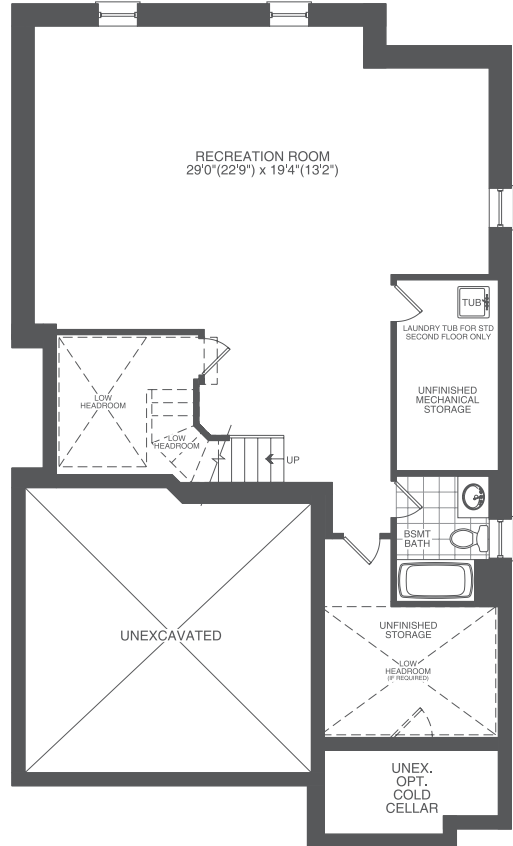 RECREATION ROOM
29'0"(22'9") x 19'4"(13'2")
TUB
LAUNDRY TUB FOR STD
SECOND FLOOR ONLY
LOW
HEADROOM
UNFINISHED
MECHANICAL
STORAGE
LOW
HEADROOM
UP
BSMT
BATH
UNEXCAVATED
UNFINISHED
STORAGE
LOW
HEADROOM
(IF REQUIRED)
UNEX.
OPT.
COLD
CELLAR